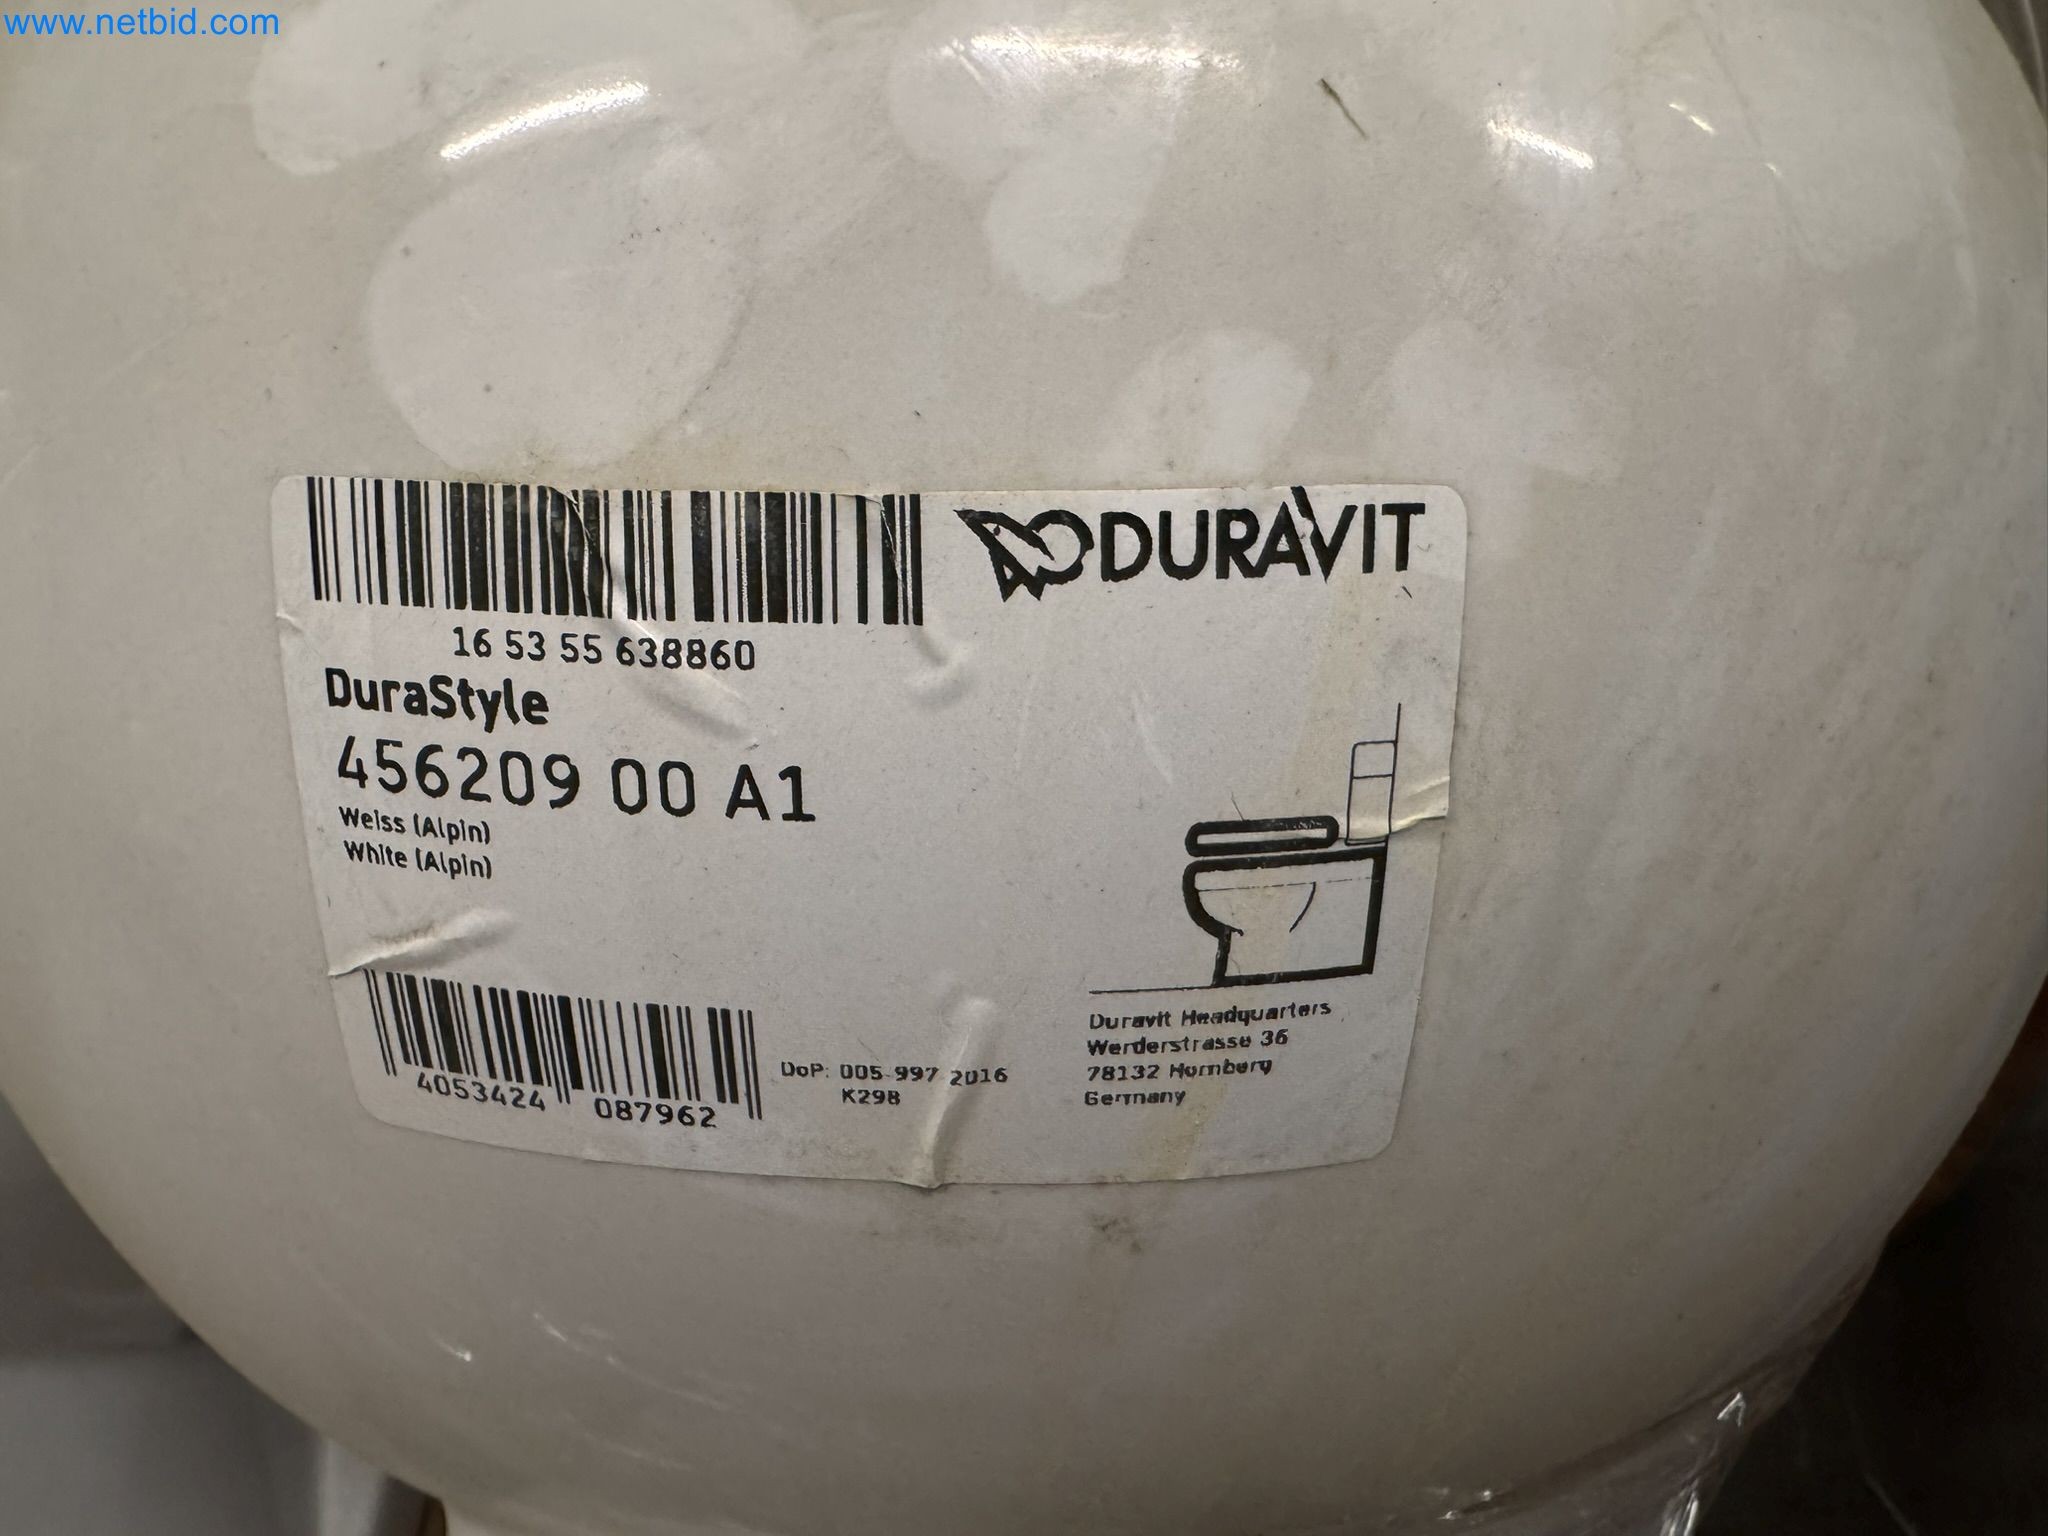 www.netbid.com
DURAVIT
16 53 55 638860
DuraStyle
456209 00 A1
Weiss (Alpin)
White (Alpin)
4053424 087962
DoP: 005-997 2016
K298
Duravit Headquarters
Werderstrasse 36
78132 Hornberg
Germany